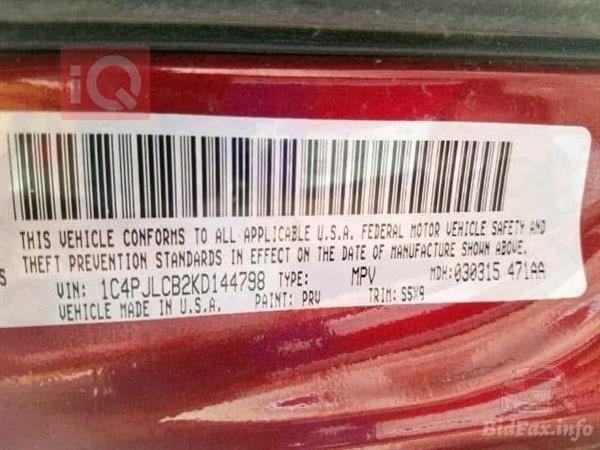 iQ
THIS VEHICLE CONFORMS TO ALL APPLICABLE U.S.A. FEDERAL MOTOR VEHICLE SAFETY AND
THEFT PREVENTION STANDARDS IN EFFECT ON THE DATE OF MANUFACTURE SHOWN ABOVE.
VIN: 1C4PJLCB2KD144798 TYPE: MPV MDH:030315 471AA
VEHICLE MADE IN U.S.A. PAINT: PRV TRIM: S5X9
BidFax.info